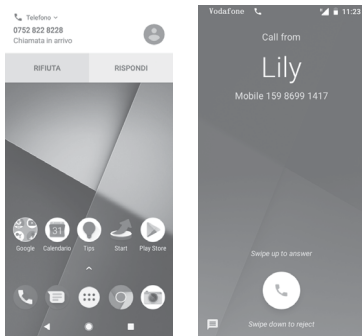 Telefono
0752 822 8228
Chiamata in arrivo
RIFIUTA RISPONDI
31
Google Calendario Tips Start Play Store
Vodafone 11:23
Call from
Lily
Mobile 159 8699 1417
Swipe up to answer
Swipe down to reject